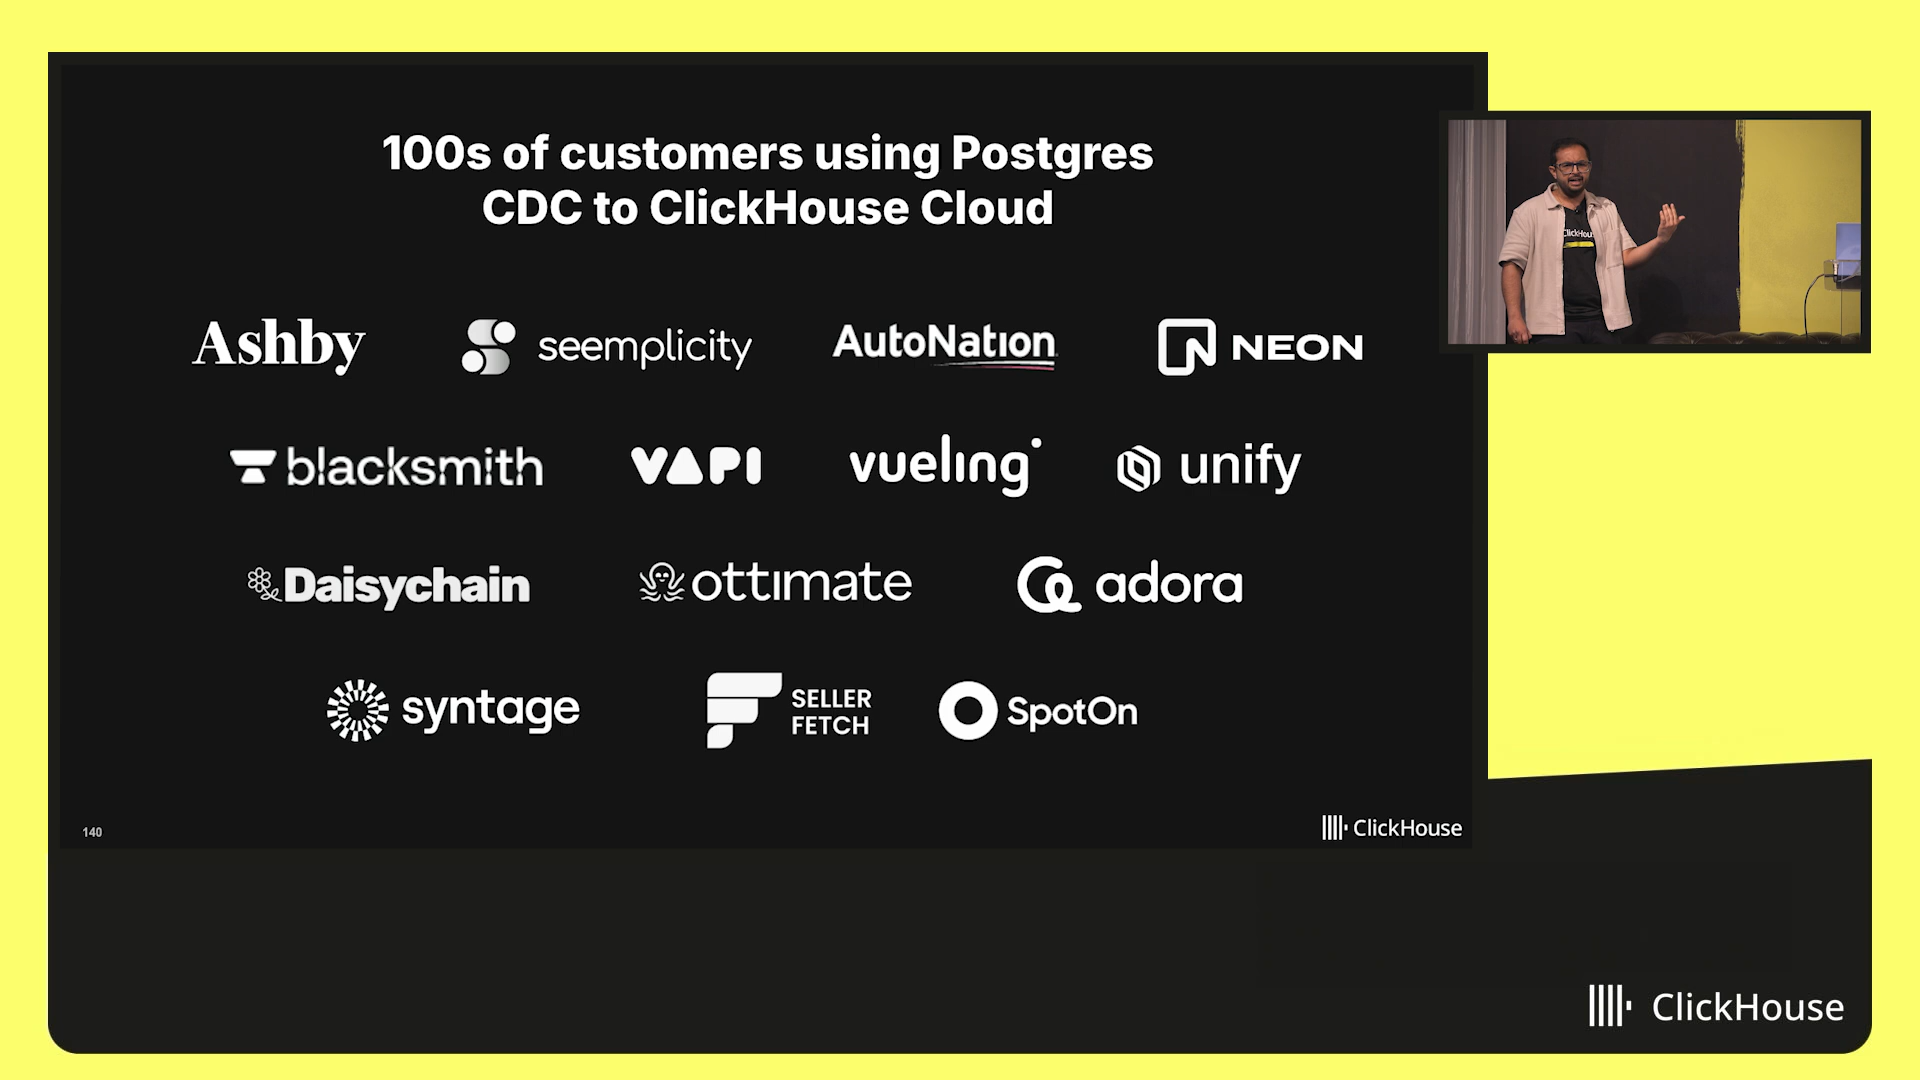 100s of customers using Postgres
CDC to ClickHouse Cloud
Ashby
seemplicity
AutoNation
NEON
blacksmith
VAPI
vueling
unify
Daisychain
ottimate
adora
syntage
SELLER
FETCH
SpotOn
140
ClickHouse
ClickHouse